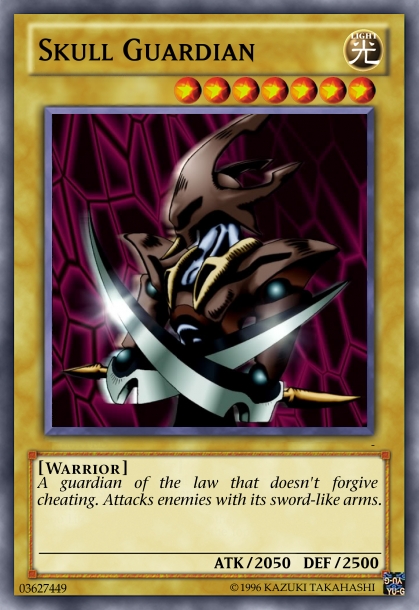 SKULL GUARDIAN
LIGHT
光
-
[WARRIOR]
A guardian of the law that doesn't forgive
cheating. Attacks enemies with its sword-like arms.
ATK/2050 DEF/2500
03627449
©1996 KAZUKI TAKAHASHI